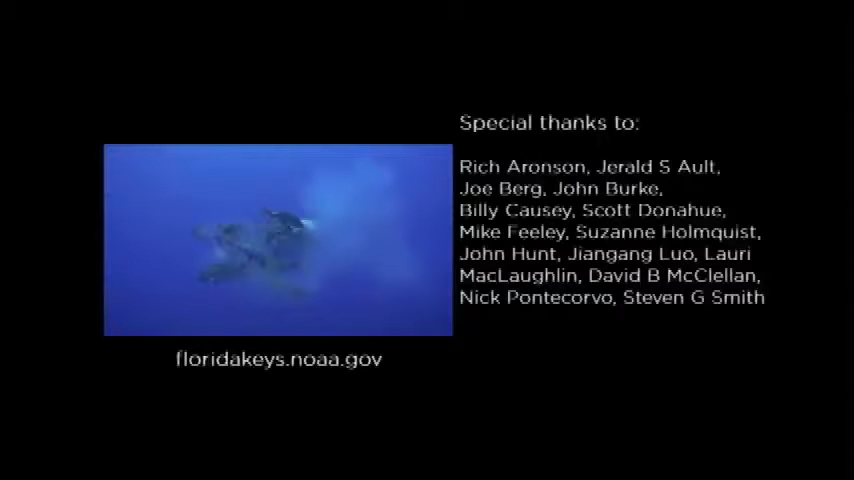 Special thanks to:
Rich Aronson, Jerald S Ault,
Joe Berg, John Burke,
Billy Causey, Scott Donahue,
Mike Feeley, Suzanne Holmquist,
John Hunt, Jiangang Luo, Lauri
MacLaughlin, David B McClellan,
Nick Pontecorvo, Steven G Smith
floridakeys.noaa.gov